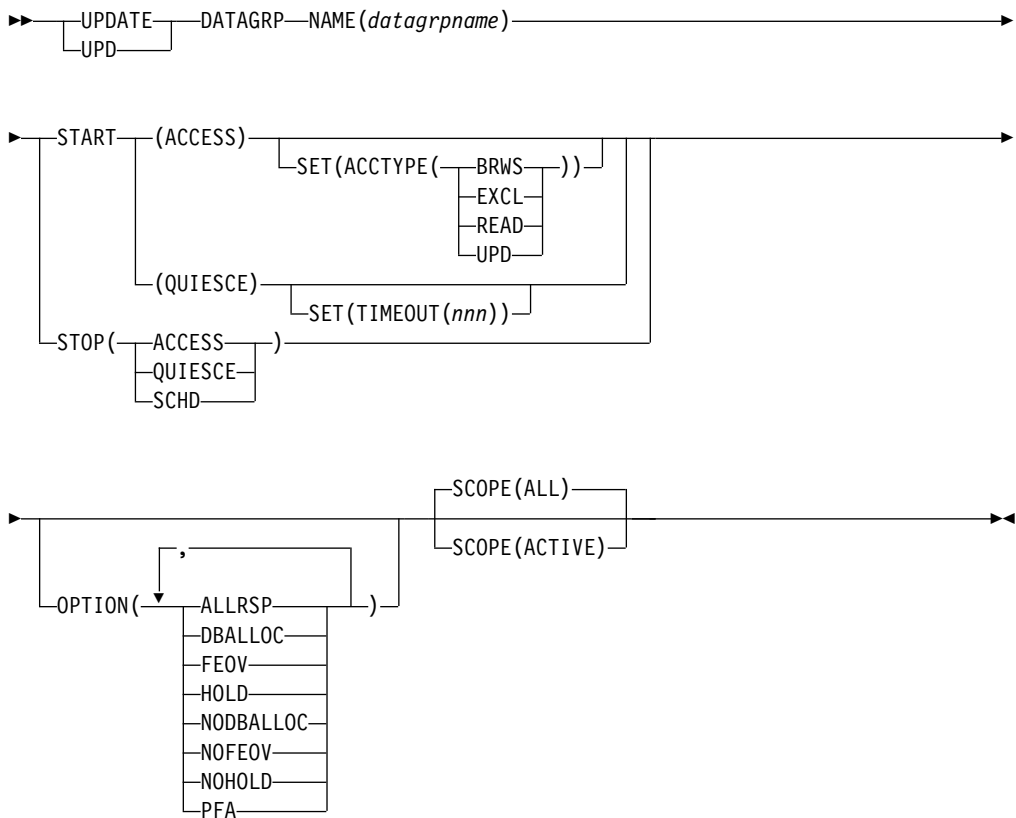 UPDATE DATAGRP NAME(datagrpname)
UPD
START (ACCESS)
SET(ACCTYPE( BRWS ))
EXCL
READ
UPD
(QUIESCE)
SET(TIMEOUT(nnn))
STOP( ACCESS )
QUIESCE
SCHD
SCOPE(ALL)
SCOPE(ACTIVE)
,
OPTION( ALLRSP )
DBALLOC
FEOV
HOLD
NODBALLOC
NOFEOV
NOHOLD
PFA